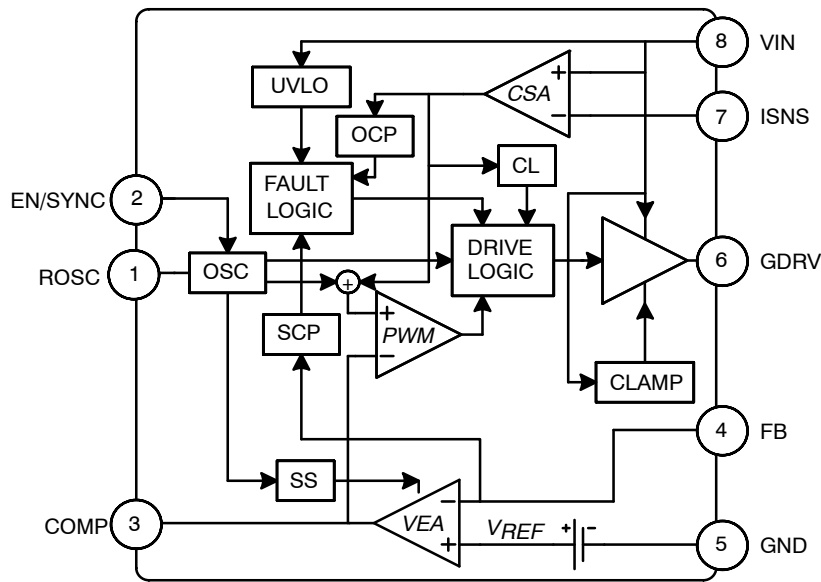 8 VIN
UVLO
+
CSA
−
7 ISNS
OCP
CL
FAULT
LOGIC
2
EN/SYNC
DRIVE
LOGIC
1
ROSC
OSC
+
6 GDRV
SCP
+
PWM
−
CLAMP
4 FB
SS
3
COMP
−
VEA
+
VREF
+ −
5 GND